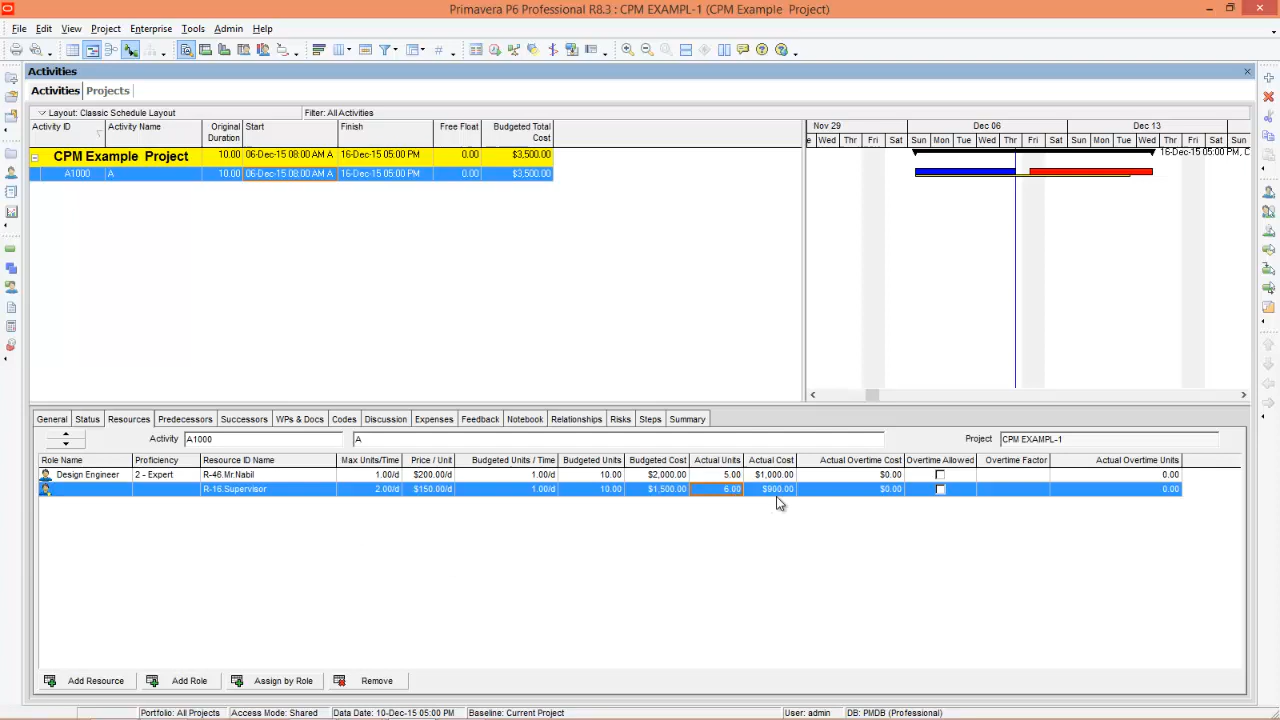 Primavera P6 Professional R8.3 : CPM EXAMPL-1 (CPM Example Project)
File Edit View Project Enterprise Tools Admin Help
Activities
Activities Projects
Layout: Classic Schedule Layout Filter: All Activities
Activity ID Activity Name Original Duration Start Finish Free Float Budgeted Total Cost
Nov 29 Dec 06 Dec 13
e Wed Thr Fri Sat Sun Mon Tue Wed Thr Fri Sat Sun Mon Tue Wed Thr Fri Sat Sun
CPM Example Project 10.00 06-Dec-15 08:00 AM A 16-Dec-15 05:00 PM 0.00 $3,500.00
16-Dec-15 05:00 PM, C
A1000 A 10.00 06-Dec-15 08:00 AM A 16-Dec-15 05:00 PM 0.00 $3,500.00
General Status Resources Predecessors Successors WPs & Docs Codes Discussion Expenses Feedback Notebook Relationships Risks Steps Summary
Activity A1000 A Project CPM EXAMPL-1
Role Name Proficiency Resource ID Name Max Units/Time Price / Unit Budgeted Units / Time Budgeted Units Budgeted Cost Actual Units Actual Cost Actual Overtime Cost Overtime Allowed Overtime Factor Actual Overtime Units
Design Engineer 2 - Expert R-46.Mr.Nabil 1.00/d $200.00/d 1.00/d 10.00 $2,000.00 5.00 $1,000.00 $0.00 0.00
R-16.Supervisor 2.00/d $150.00/d 1.00/d 10.00 $1,500.00 6.00 $900.00 $0.00 0.00
Add Resource Add Role Assign by Role Remove
Portfolio: All Projects Access Mode: Shared Data Date: 10-Dec-15 05:00 PM Baseline: Current Project User: admin DB: PMDB (Professional)